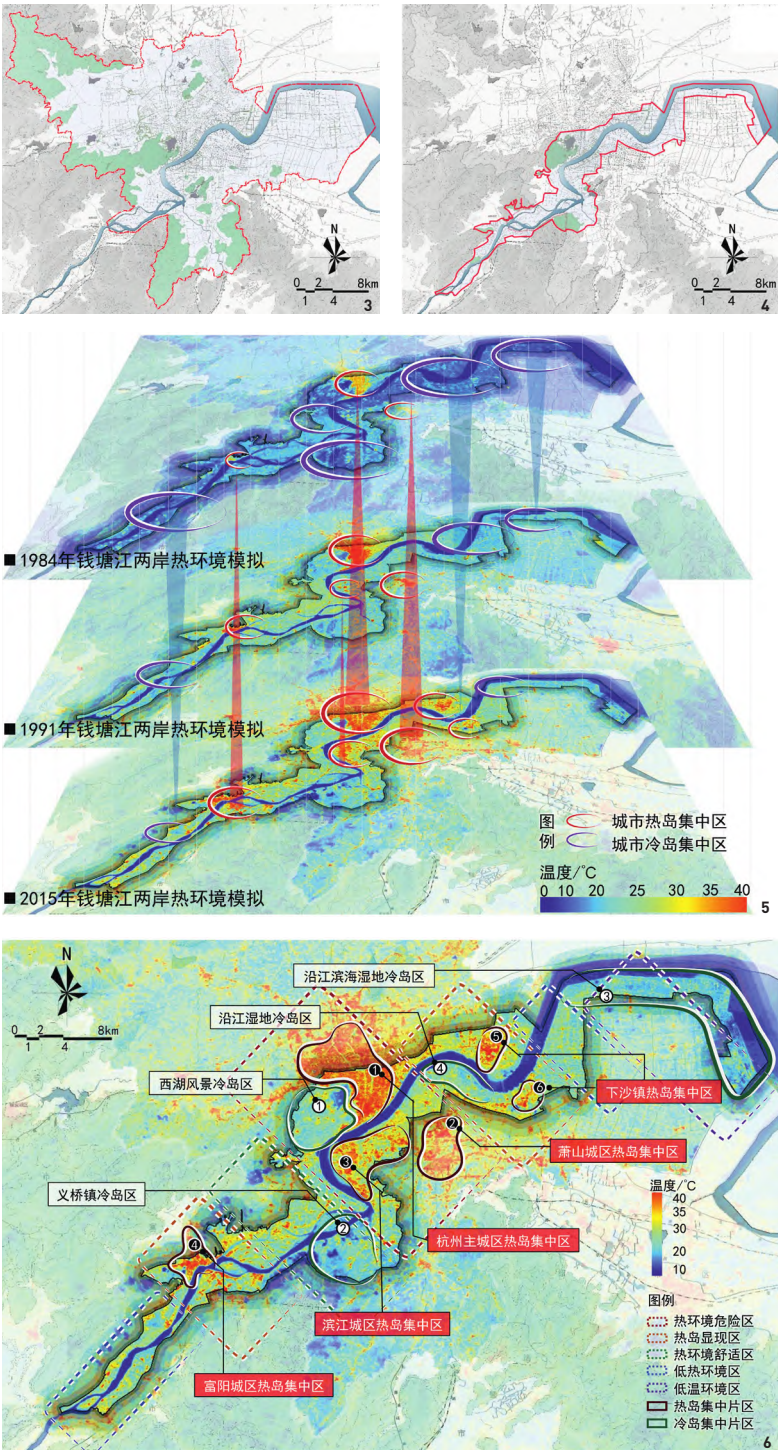 N
0 2 8km
1 4
3
N
0 2 8km
1 4
4
■1984年钱塘江两岸热环境模拟
■1991年钱塘江两岸热环境模拟
■2015年钱塘江两岸热环境模拟
图例
城市热岛集中区
城市冷岛集中区
温度/℃
0 10 20 25 30 35 40
5
N
0 2 8km
1 4
沿江滨海湿地冷岛区
沿江湿地冷岛区
西湖风景冷岛区
义桥镇冷岛区
③
④
①
②
❶
❷
❸
❹
❺
❻
下沙镇热岛集中区
萧山城区热岛集中区
杭州主城区热岛集中区
滨江城区热岛集中区
富阳城区热岛集中区
温度/℃
40
35
20
10
图例
热环境危险区
热岛显现区
热环境舒适区
低热环境区
低温环境区
热岛集中片区
冷岛集中片区
6